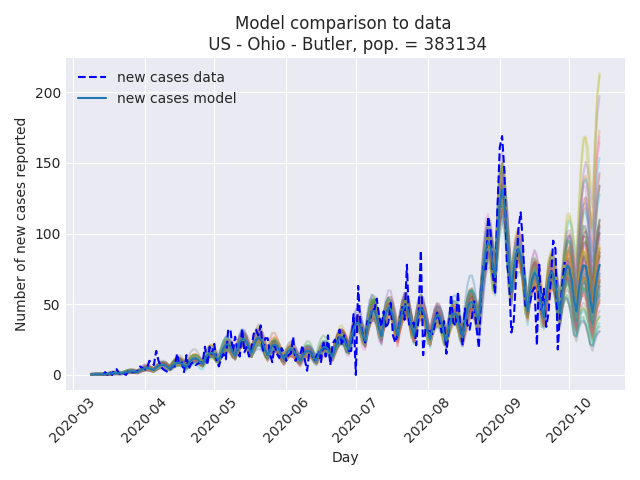 Model comparison to data
US - Ohio - Butler, pop. = 383134
new cases data
new cases model
Number of new cases reported
200
150
100
50
0
2020-03
2020-04
2020-05
2020-06
2020-07
2020-08
2020-09
2020-10
Day